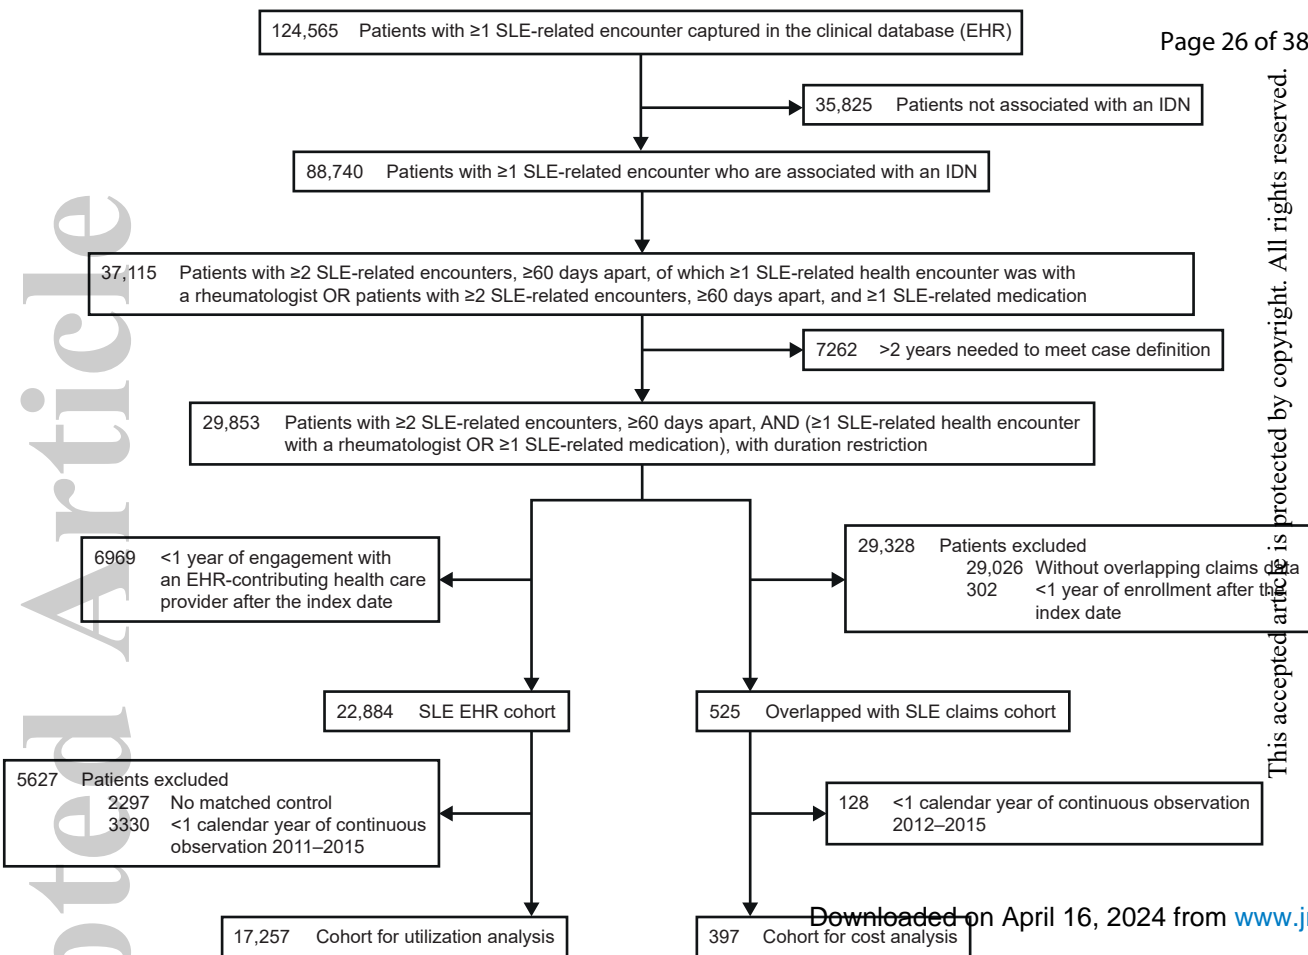 124,565 Patients with ≥1 SLE-related encounter captured in the clinical database (EHR)
Page 26 of 38
35,825 Patients not associated with an IDN
88,740 Patients with ≥1 SLE-related encounter who are associated with an IDN
37,115 Patients with ≥2 SLE-related encounters, ≥60 days apart, of which ≥1 SLE-related health encounter was with
a rheumatologist OR patients with ≥2 SLE-related encounters, ≥60 days apart, and ≥1 SLE-related medication
7262 >2 years needed to meet case definition
29,853 Patients with ≥2 SLE-related encounters, ≥60 days apart, AND (≥1 SLE-related health encounter
with a rheumatologist OR ≥1 SLE-related medication), with duration restriction
6969 <1 year of engagement with
an EHR-contributing health care
provider after the index date
29,328 Patients excluded
29,026 Without overlapping claims data
302 <1 year of enrollment after the
index date
22,884 SLE EHR cohort
525 Overlapped with SLE claims cohort
5627 Patients excluded
2297 No matched control
3330 <1 calendar year of continuous
observation 2011–2015
128 <1 calendar year of continuous observation
2012–2015
17,257 Cohort for utilization analysis
397 Cohort for cost analysis
Downloaded on April 16, 2024 from www.j
This accepted article is protected by copyright. All rights reserved.
pted Article